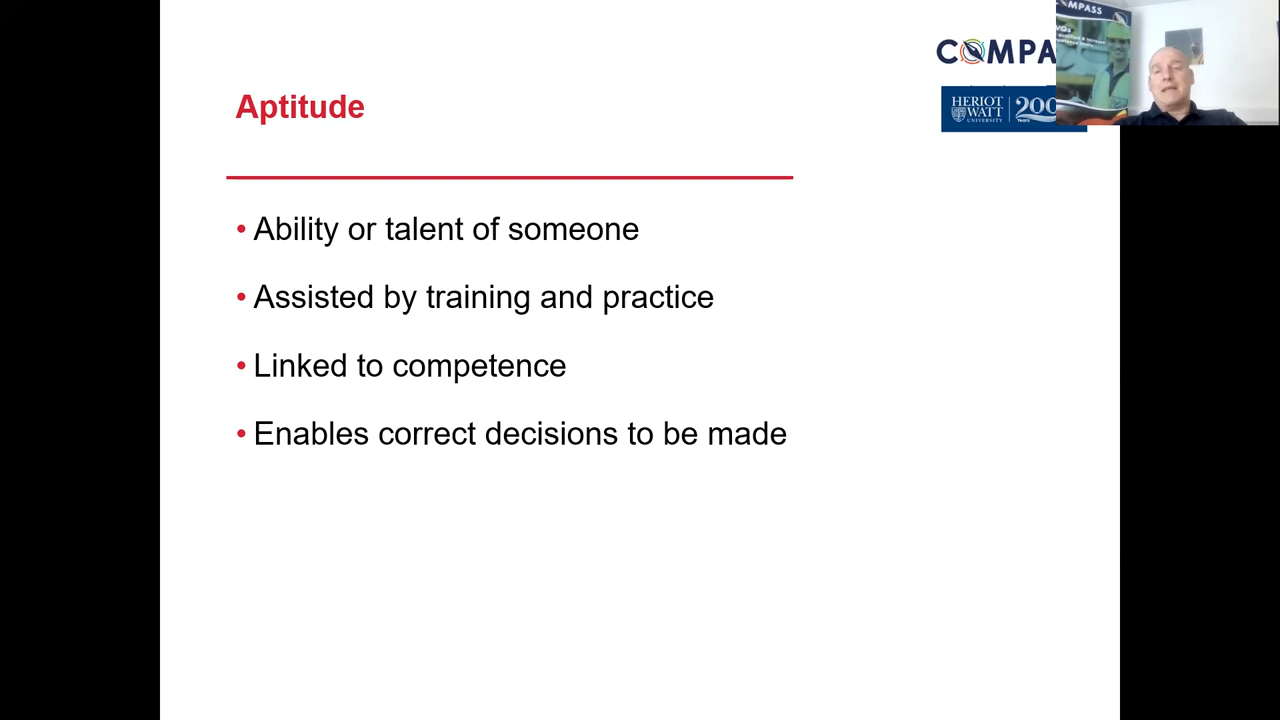 COMPA
Aptitude
HERIOT
WATT
UNIVERSITY
200
Years
• Ability or talent of someone
• Assisted by training and practice
• Linked to competence
• Enables correct decisions to be made